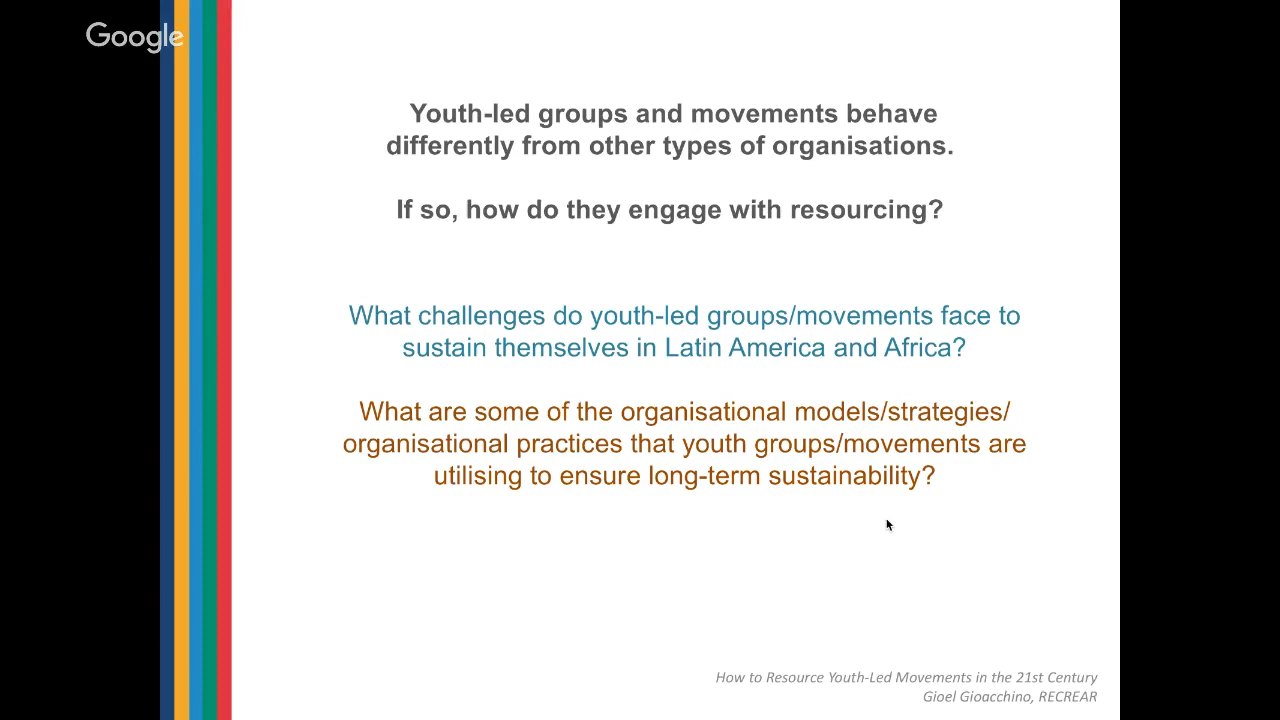 Google
Youth-led groups and movements behave
differently from other types of organisations.
If so, how do they engage with resourcing?
What challenges do youth-led groups/movements face to
sustain themselves in Latin America and Africa?
What are some of the organisational models/strategies/
organisational practices that youth groups/movements are
utilising to ensure long-term sustainability?
How to Resource Youth-Led Movements in the 21st Century
Gioel Gioacchino, RECREAR